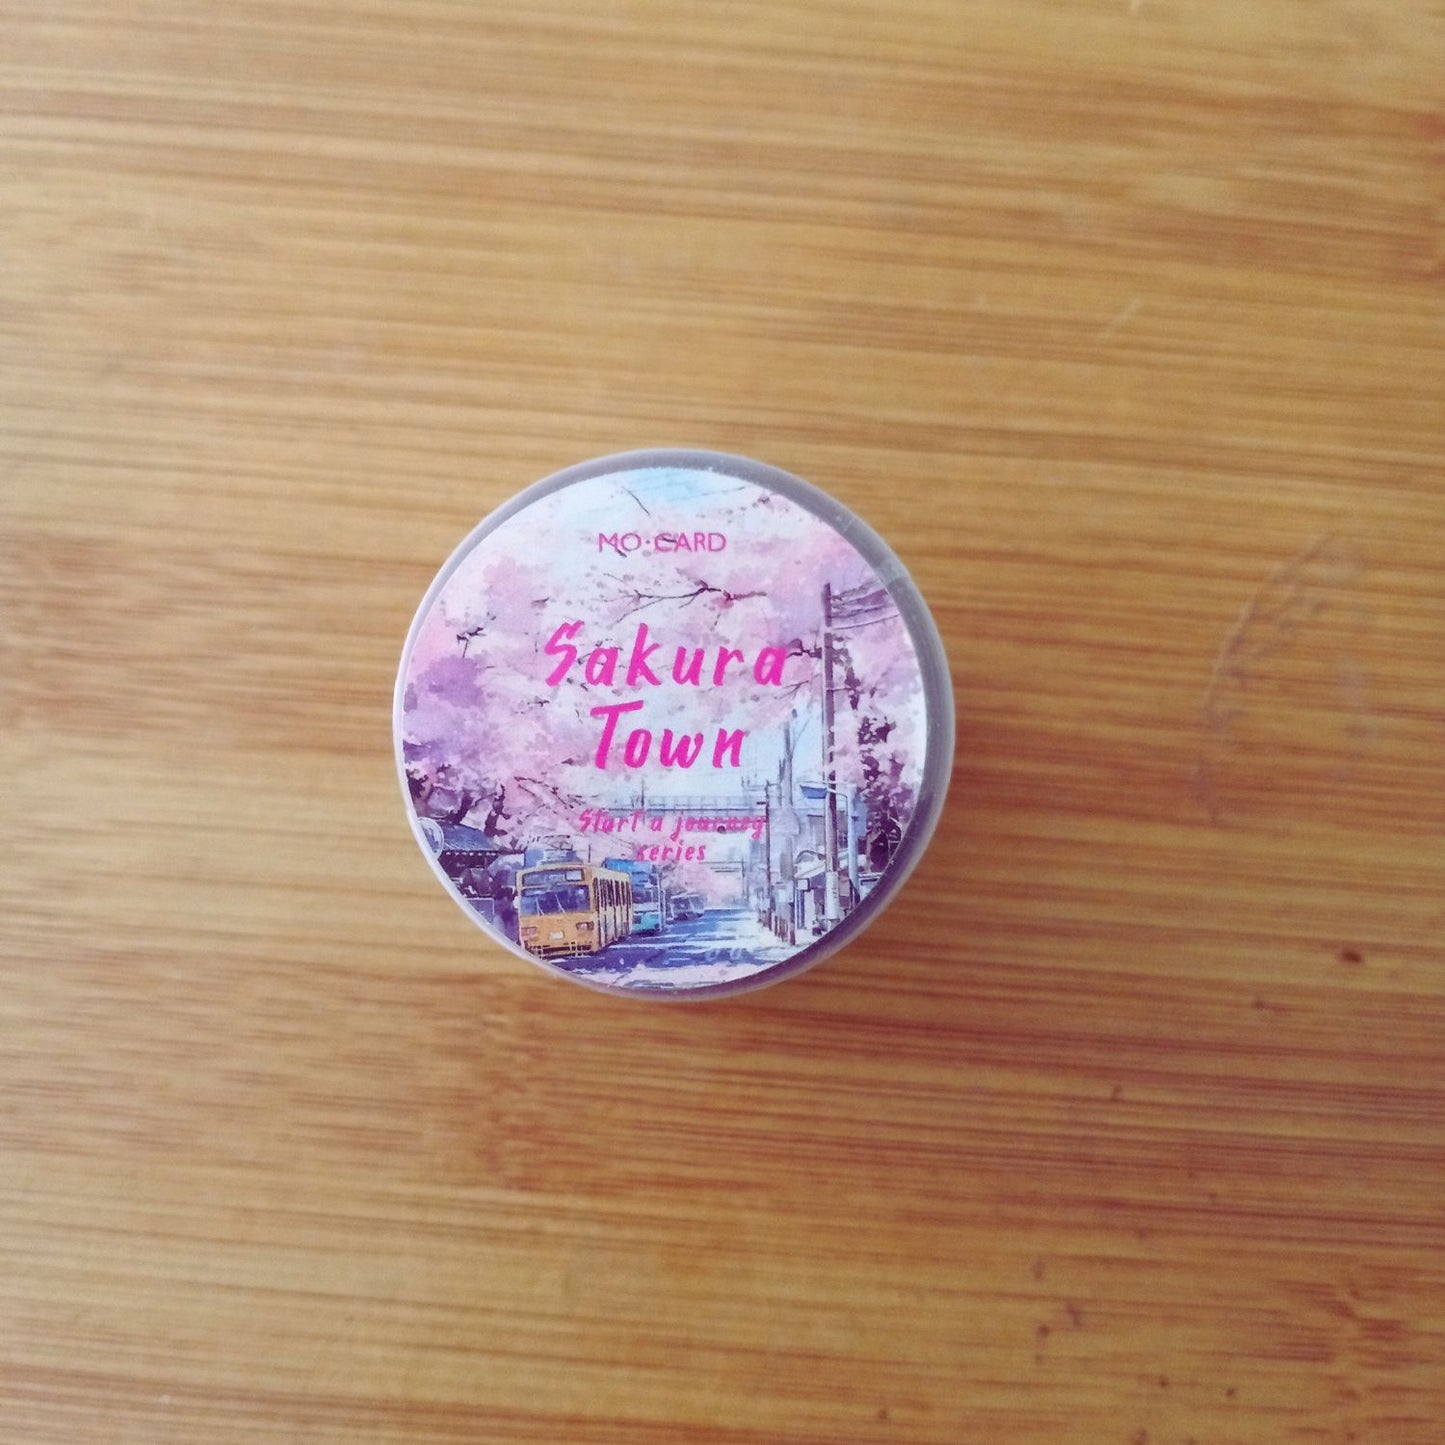 MO·CARD
Sakura
Town
Start a journey
series